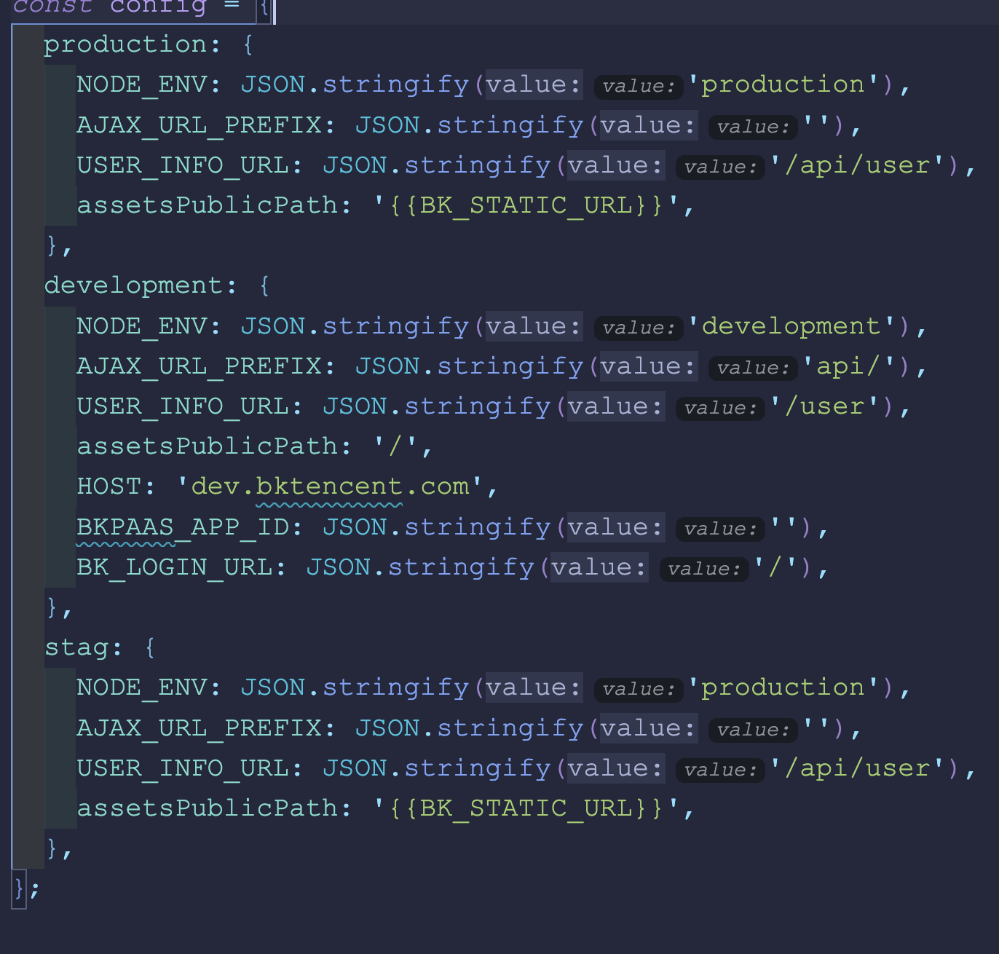 const config = {
production: {
NODE_ENV: JSON.stringify(value: value: 'production'),
AJAX_URL_PREFIX: JSON.stringify(value: value: ''),
USER_INFO_URL: JSON.stringify(value: value: '/api/user'),
assetsPublicPath: '{{BK_STATIC_URL}}',
},
development: {
NODE_ENV: JSON.stringify(value: value: 'development'),
AJAX_URL_PREFIX: JSON.stringify(value: value: 'api/'),
USER_INFO_URL: JSON.stringify(value: value: '/user'),
assetsPublicPath: '/',
HOST: 'dev.bktencent.com',
BKPAAS_APP_ID: JSON.stringify(value: value: ''),
BK_LOGIN_URL: JSON.stringify(value: value: '/'),
},
stag: {
NODE_ENV: JSON.stringify(value: value: 'production'),
AJAX_URL_PREFIX: JSON.stringify(value: value: ''),
USER_INFO_URL: JSON.stringify(value: value: '/api/user'),
assetsPublicPath: '{{BK_STATIC_URL}}',
},
};